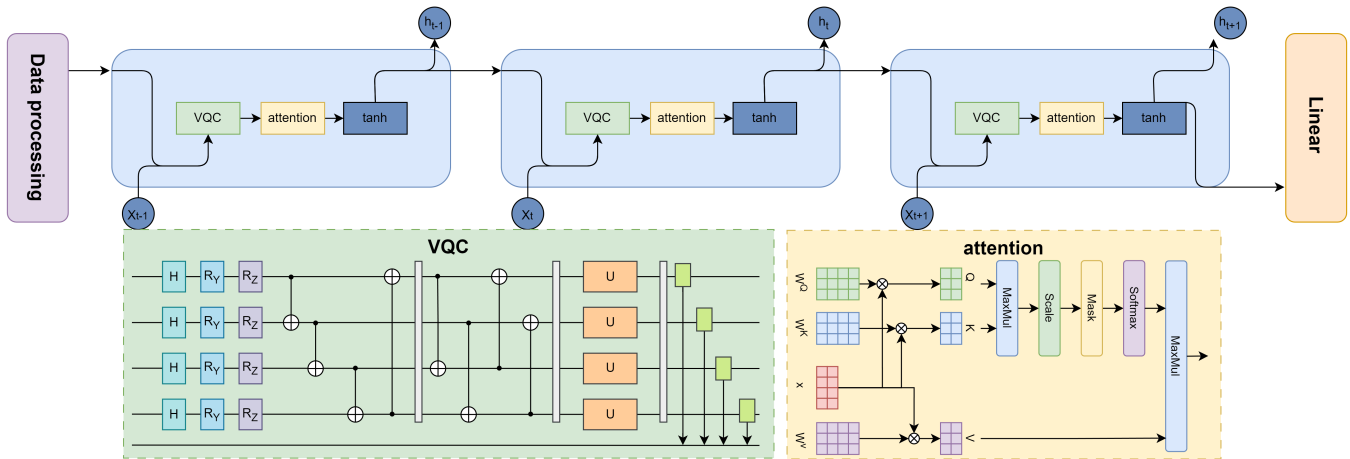 Data processing
h_t-1
h_t
h_t+1
VQC
attention
tanh
VQC
attention
tanh
VQC
attention
tanh
Linear
X_t-1
X_t
X_t+1
VQC
H
R_Y
R_Z
U
H
R_Y
R_Z
U
H
R_Y
R_Z
U
H
R_Y
R_Z
U
attention
W^Q
Q
W^K
K
x
W^v
V
MaxMul
Scale
Mask
Softmax
MaxMul